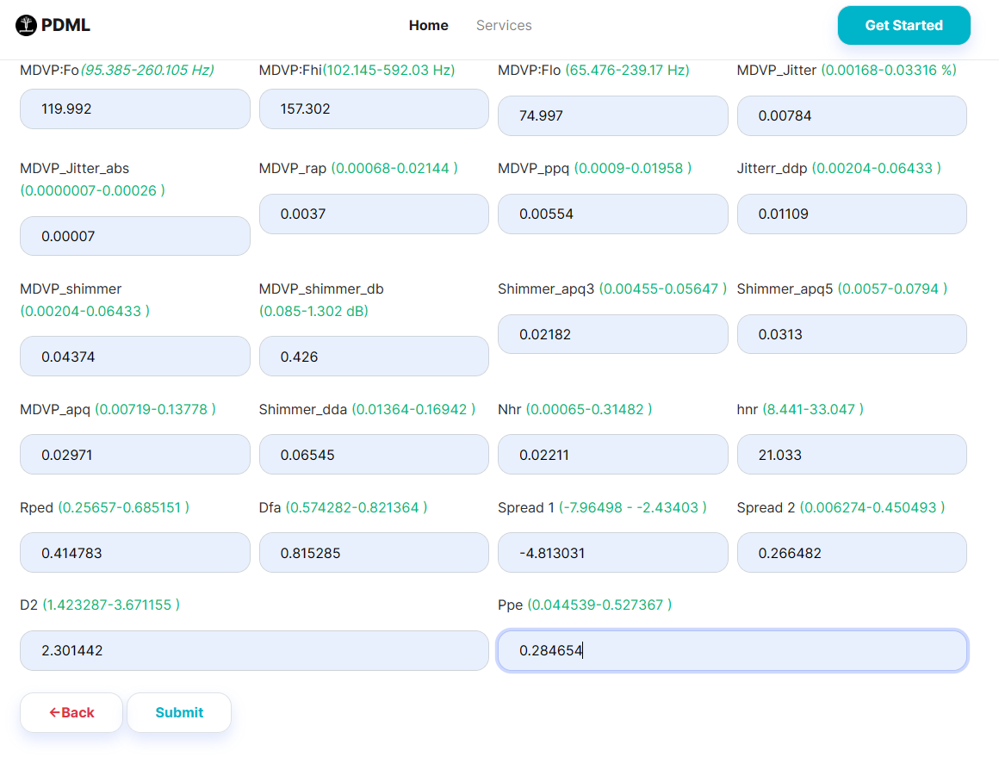 PDML
Home Services
Get Started
MDVP:Fo(95.385-260.105 Hz) MDVP:Fhi(102.145-592.03 Hz) MDVP:Flo (65.476-239.17 Hz) MDVP_Jitter (0.00168-0.03316 %)
119.992 157.302 74.997 0.00784
MDVP_Jitter_abs MDVP_rap (0.00068-0.02144 ) MDVP_ppq (0.0009-0.01958 ) Jitterr_ddp (0.00204-0.06433 )
(0.0000007-0.00026 )
0.00007 0.0037 0.00554 0.01109
MDVP_shimmer MDVP_shimmer_db Shimmer_apq3 (0.00455-0.05647 ) Shimmer_apq5 (0.0057-0.0794 )
(0.00204-0.06433 ) (0.085-1.302 dB)
0.04374 0.426 0.02182 0.0313
MDVP_apq (0.00719-0.13778 ) Shimmer_dda (0.01364-0.16942 ) Nhr (0.00065-0.31482 ) hnr (8.441-33.047 )
0.02971 0.06545 0.02211 21.033
Rped (0.25657-0.685151 ) Dfa (0.574282-0.821364 ) Spread 1 (-7.96498 - -2.43403 ) Spread 2 (0.006274-0.450493 )
0.414783 0.815285 -4.813031 0.266482
D2 (1.423287-3.671155 ) Ppe (0.044539-0.527367 )
2.301442 0.284654
←Back Submit